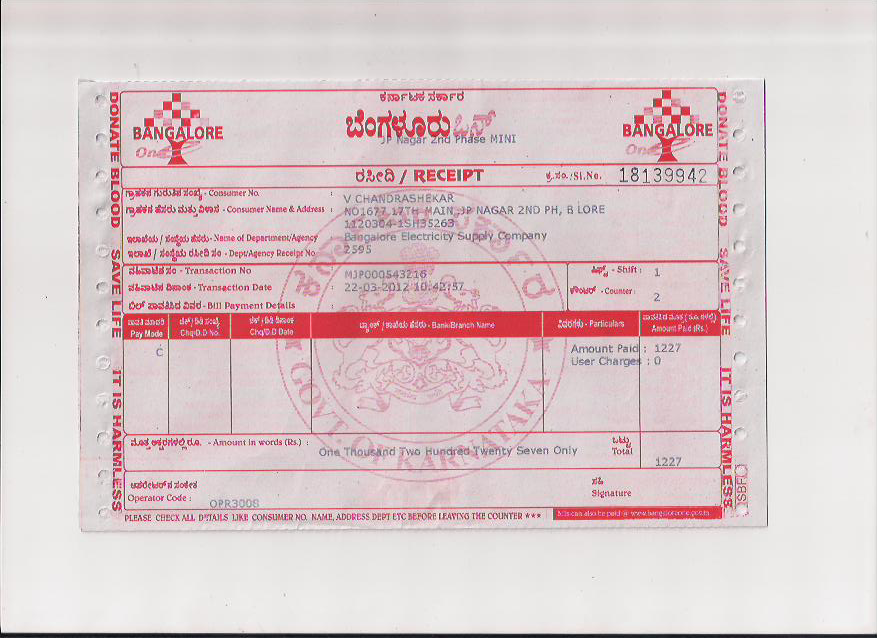 ಕರ್ನಾಟಕ ಸರ್ಕಾರ
BANGALORE One
ಬೆಂಗಳೂರು ಒನ್
JP Nagar 2nd Phase MINI
BANGALORE One
ರಸೀದಿ / RECEIPT
ಕ್ರ.ಸಂ./Sl.No. 18139942
ಗ್ರಾಹಕನ ಗುರುತಿನ ಸಂಖ್ಯೆ - Consumer No. :
V CHANDRASHEKAR
ಗ್ರಾಹಕನ ಹೆಸರು ಮತ್ತು ವಿಳಾಸ - Consumer Name & Address : NO1677,17TH MAIN,JP NAGAR 2ND PH, B LORE
1120304-1SH35263
ಇಲಾಖೆಯ / ಸಂಸ್ಥೆಯ ಹೆಸರು- Name of Department/Agency : Bangalore Electricity Supply Company
ಇಲಾಖೆ / ಸಂಸ್ಥೆಯ ರಸೀದಿ ಸಂ - Dept/Agency Receipt No : 2595
ವಹಿವಾಟಿನ ಸಂ - Transaction No : MJP000543216
ಶಿಫ್ಟ್ - Shift : 1
ವಹಿವಾಟಿನ ದಿನಾಂಕ - Transaction Date : 22-03-2012 10:42:57
ಕೌಂಟರ್ - Counter : 2
ಬಿಲ್ ಪಾವತಿಸಿದ ವಿವರ - Bill Payment Details :
ಪಾವತಿ ಮಾದರಿ Pay Mode
ಚೆಕ್ / ಡಿಡಿ ಸಂಖ್ಯೆ Chq/D.D No.
ಚೆಕ್ / ಡಿಡಿ ದಿನಾಂಕ Chq/D.D Date
ಬ್ಯಾಂಕ್ / ಶಾಖೆಯ ಹೆಸರು - Bank/Branch Name
ವಿವರಗಳು - Particulars
ಪಾವತಿಸಿದ ಮೊತ್ತ ( ರೂ. ಗಳಲ್ಲಿ) Amount Paid (Rs.)
C
Amount Paid : 1227
User Charges : 0
GOVT. OF KARNATAKA
ಮೊತ್ತ ಅಕ್ಷರಗಳಲ್ಲಿ ರೂ. - Amount in words (Rs.) : One Thousand Two Hundred Twenty Seven Only
ಒಟ್ಟು
Total 1227
ಆಪರೇಟರ್‌ನ ಸಂಕೇತ
Operator Code : OPR3008
ಸಹಿ
Signature
PLEASE CHECK ALL DETAILS LIKE CONSUMER NO. NAME, ADDRESS DEPT ETC BEFORE LEAVING THE COUNTER ***
Bills can also be paid @ www.bangaloreone.gov.in
DONATE BLOOD SAVE LIFE IT IS HARMLESS
DONATE BLOOD SAVE LIFE IT IS HARMLESS